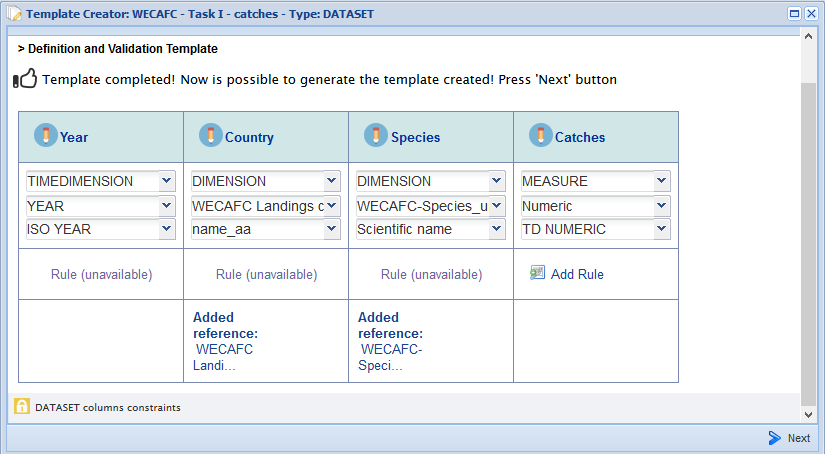 Template Creator: WECAFC - Task I - catches - Type: DATASET
> Definition and Validation Template
Template completed! Now is possible to generate the template created! Press 'Next' button
Year Country Species Catches
TIMEDIMENSION DIMENSION DIMENSION MEASURE
YEAR WECAFC Landings c WECAFC-Species_u Numeric
ISO YEAR name_aa Scientific name TD NUMERIC
Rule (unavailable) Rule (unavailable) Rule (unavailable) Add Rule
Added Added
reference: reference:
WECAFC WECAFC-
Landi... Speci...
DATASET columns constraints
Next